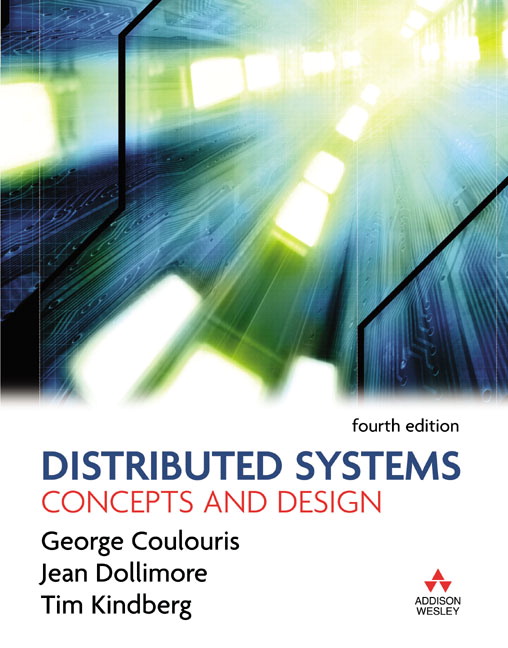 fourth edition
DISTRIBUTED SYSTEMS
CONCEPTS AND DESIGN
George Coulouris
Jean Dollimore
Tim Kindberg
ADDISON
WESLEY